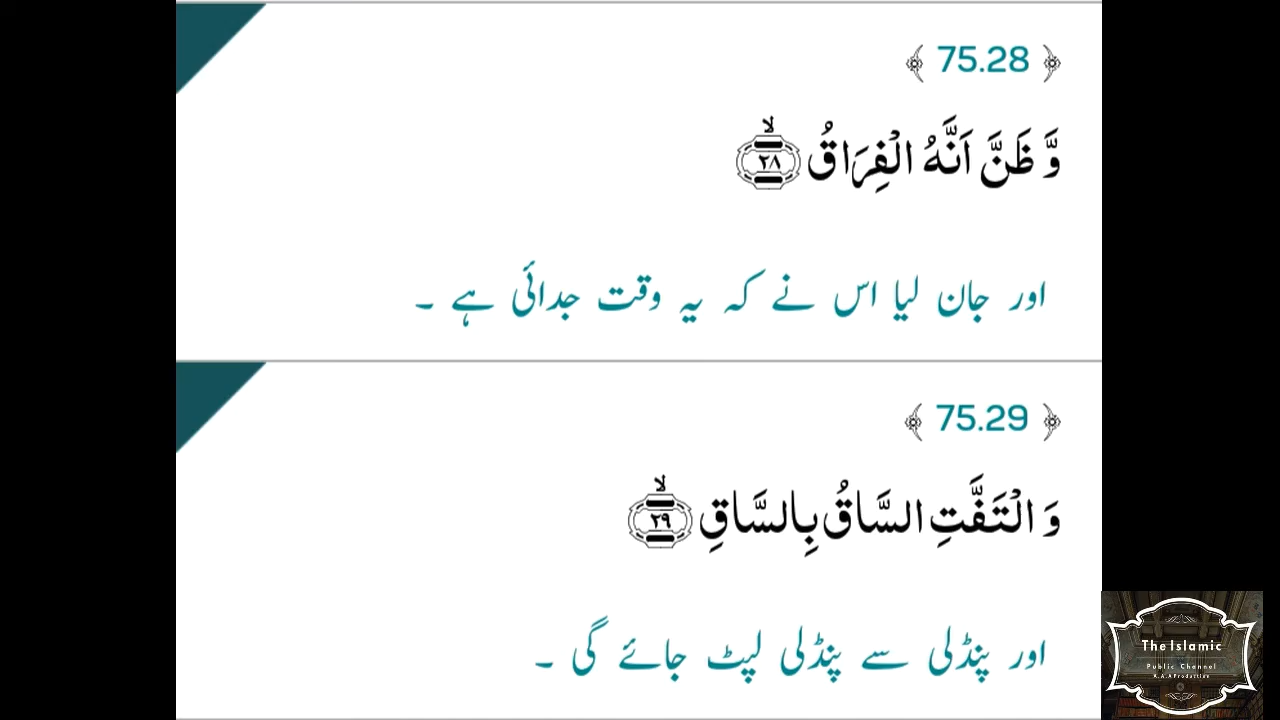 ﴿ 75.28 ﴾
وَّ ظَنَّ اَنَّهُ الْفِرَاقُ ۙ﴿۲۸﴾
اور جان لیا اس نے کہ یہ وقت جدائی ہے ۔
﴿ 75.29 ﴾
وَ الْتَفَّتِ السَّاقُ بِالسَّاقِ ۙ﴿۲۹﴾
اور پنڈلی سے پنڈلی لپٹ جائے گی ۔
The Islamic
Public Channel
R.A.A Production